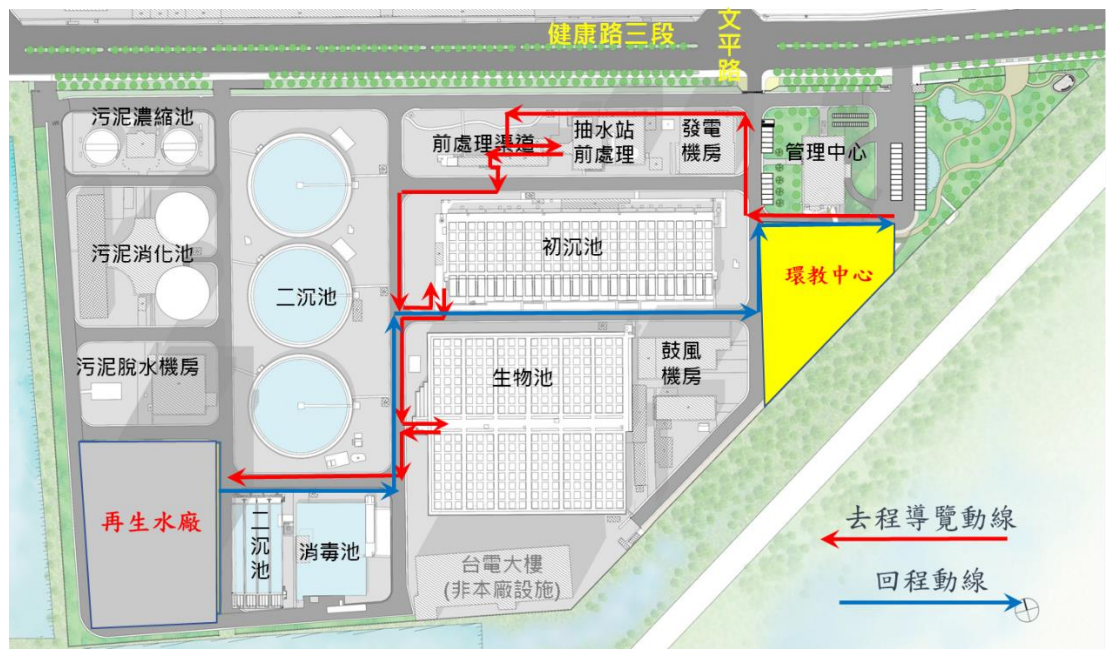 健康路三段
文平路
污泥濃縮池
前處理渠道
抽水站
前處理
發電
機房
管理中心
污泥消化池
二沉池
初沉池
環教中心
污泥脫水機房
生物池
鼓風
機房
再生水廠
二沉池
消毒池
台電大樓
(非本廠設施)
去程導覽動線
回程動線